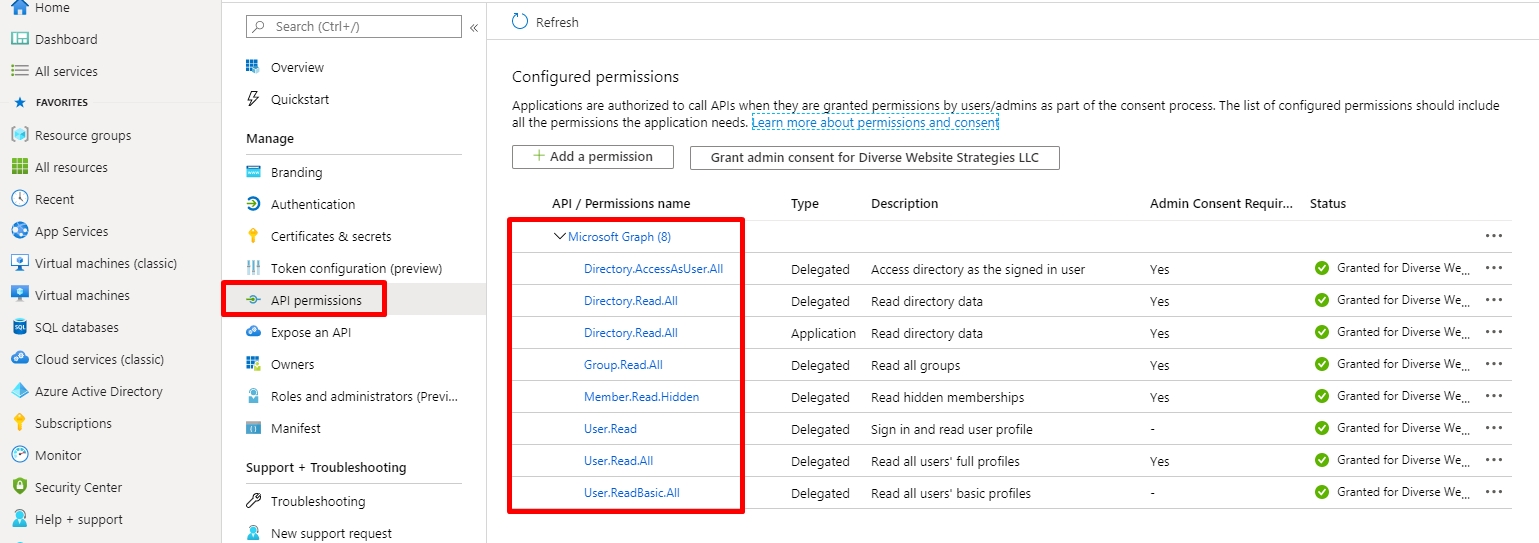 Home
Dashboard
All services
FAVORITES
Resource groups
All resources
Recent
App Services
Virtual machines (classic)
Virtual machines
SQL databases
Cloud services (classic)
Azure Active Directory
Subscriptions
Monitor
Security Center
Help + support
Search (Ctrl+/)
«
Overview
Quickstart
Manage
Branding
Authentication
Certificates & secrets
Token configuration (preview)
API permissions
Expose an API
Owners
Roles and administrators (Previ...
Manifest
Support + Troubleshooting
Troubleshooting
New support request
Refresh
Configured permissions
Applications are authorized to call APIs when they are granted permissions by users/admins as part of the consent process. The list of configured permissions should include
all the permissions the application needs. Learn more about permissions and consent
+ Add a permission Grant admin consent for Diverse Website Strategies LLC
API / Permissions name Type Description Admin Consent Requir... Status
Microsoft Graph (8) ...
Directory.AccessAsUser.All Delegated Access directory as the signed in user Yes Granted for Diverse We... ...
Directory.Read.All Delegated Read directory data Yes Granted for Diverse We... ...
Directory.Read.All Application Read directory data Yes Granted for Diverse We... ...
Group.Read.All Delegated Read all groups Yes Granted for Diverse We... ...
Member.Read.Hidden Delegated Read hidden memberships Yes Granted for Diverse We... ...
User.Read Delegated Sign in and read user profile - Granted for Diverse We... ...
User.Read.All Delegated Read all users' full profiles Yes Granted for Diverse We... ...
User.ReadBasic.All Delegated Read all users' basic profiles - Granted for Diverse We... ...